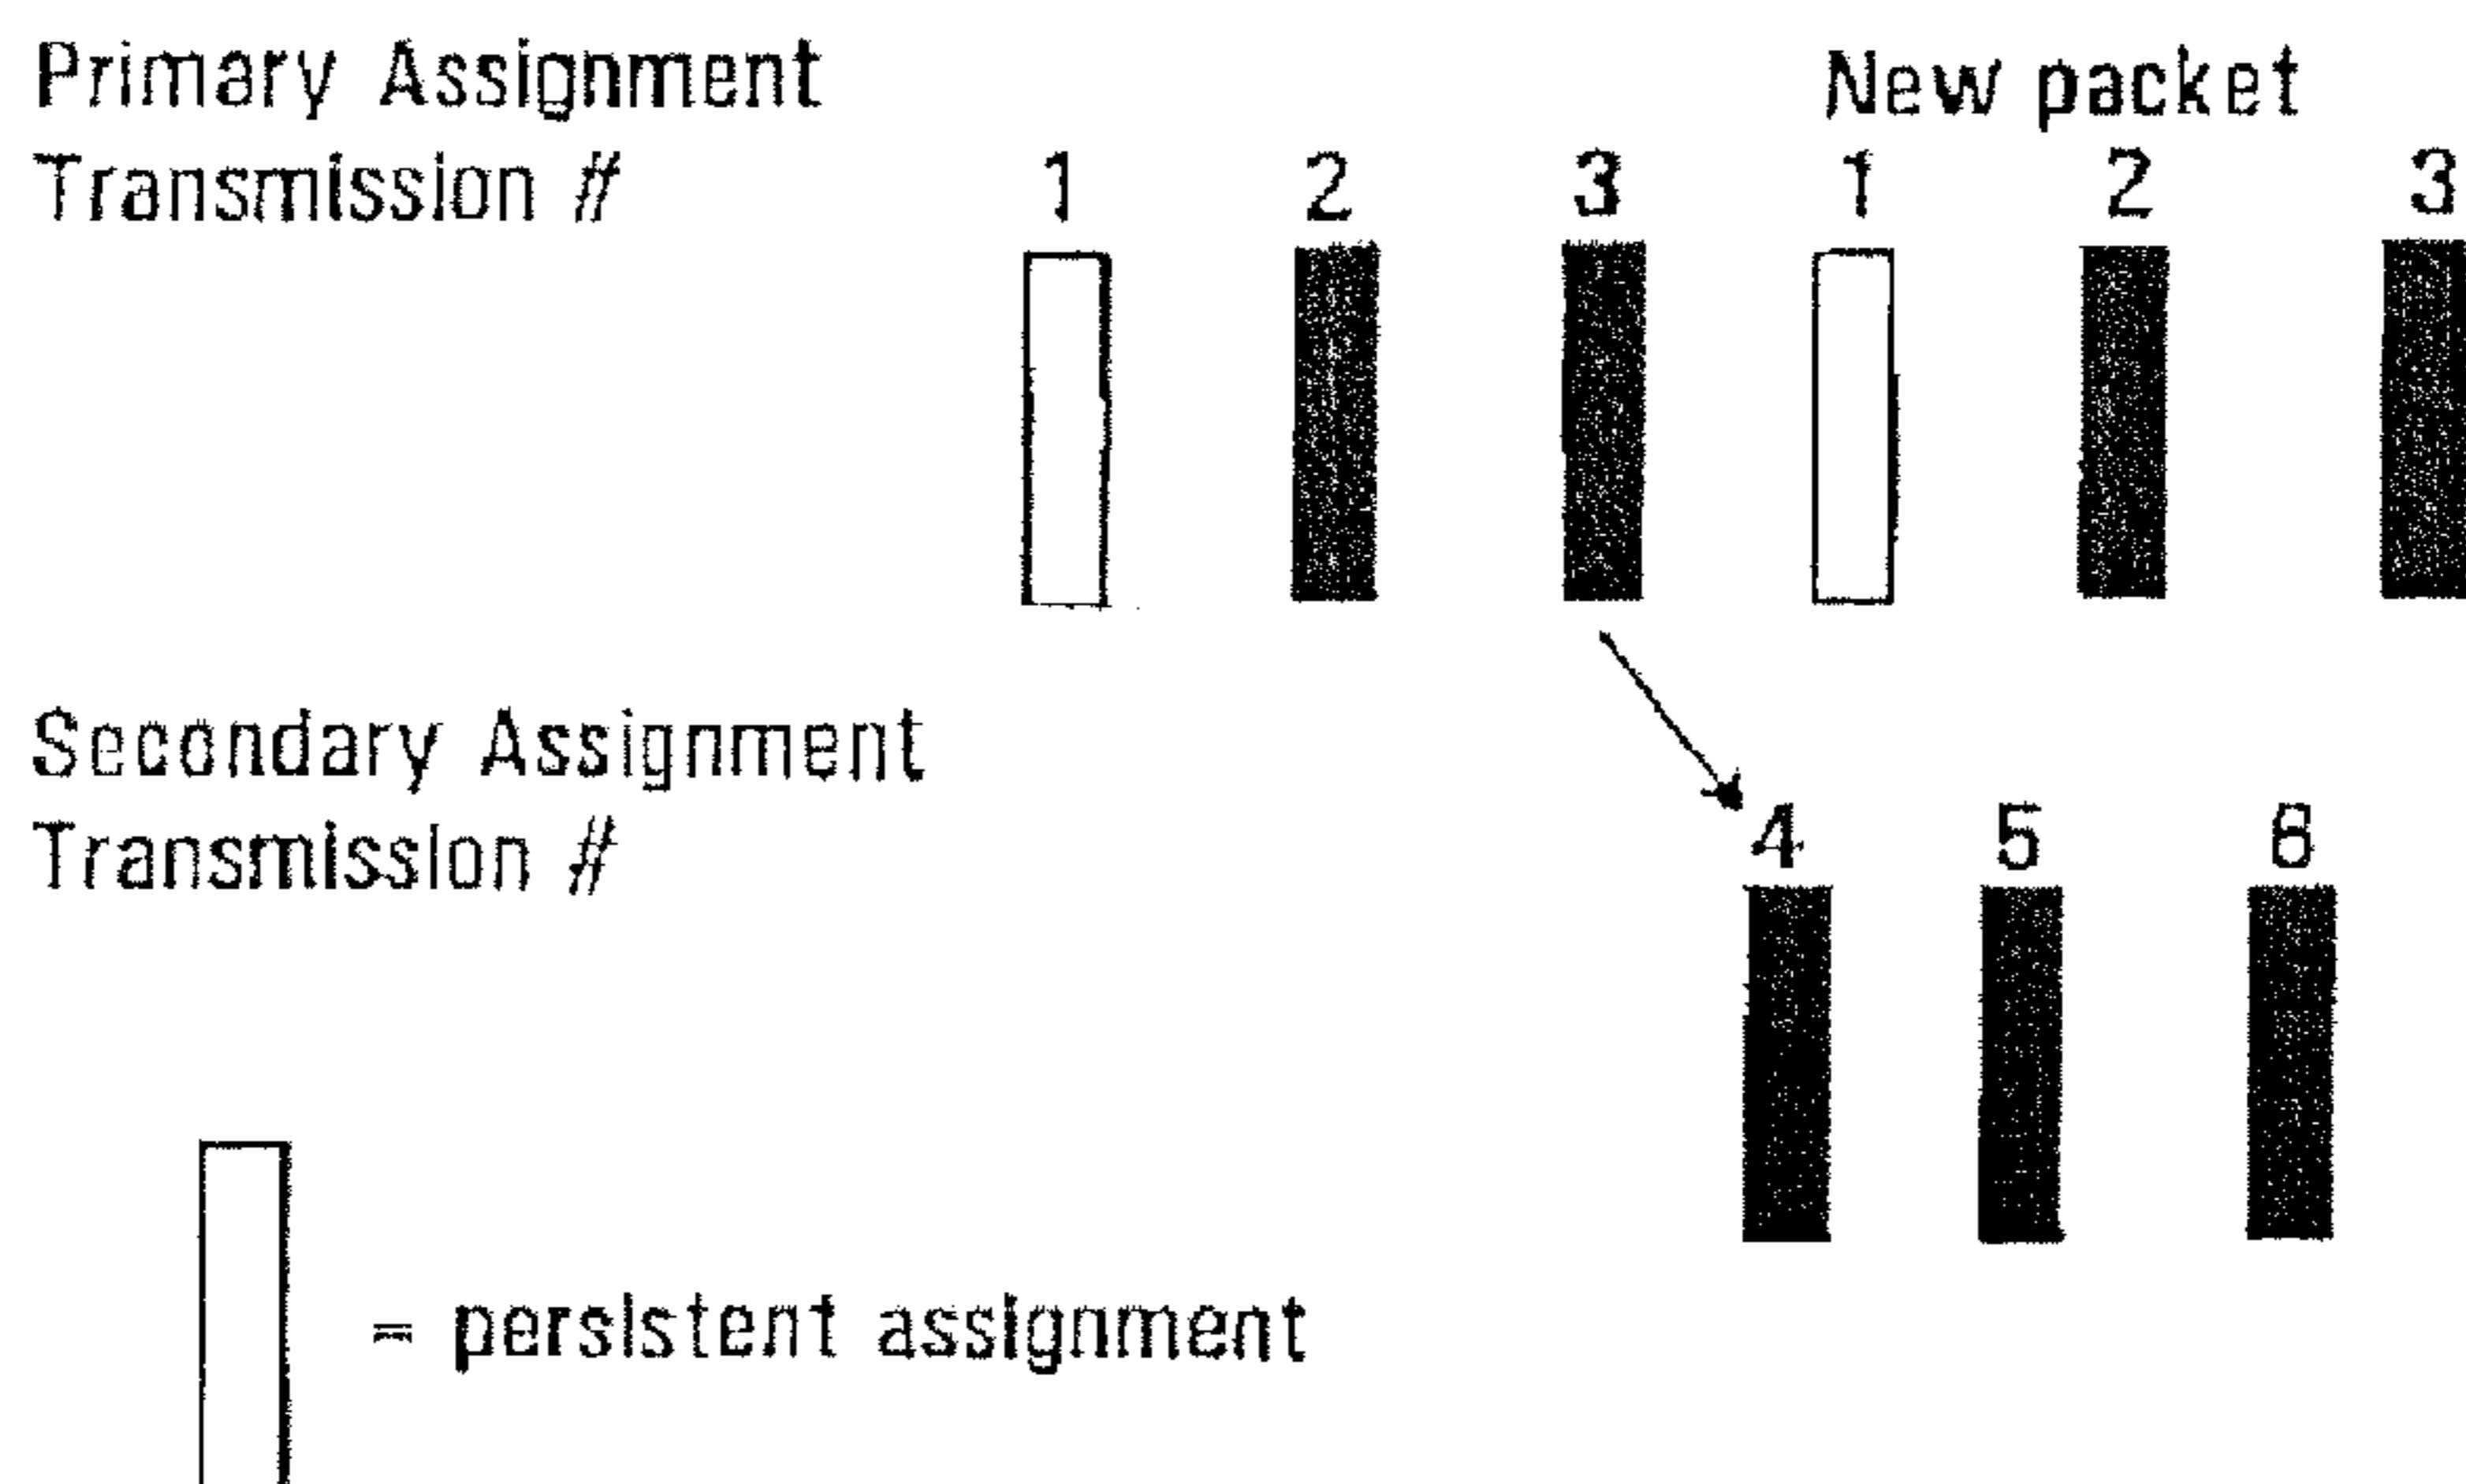 Primary Assignment
New packet
Transmission # 1 2 3 1 2 3
Secondary Assignment
Transmission # 4 5 6
= persistent assignment